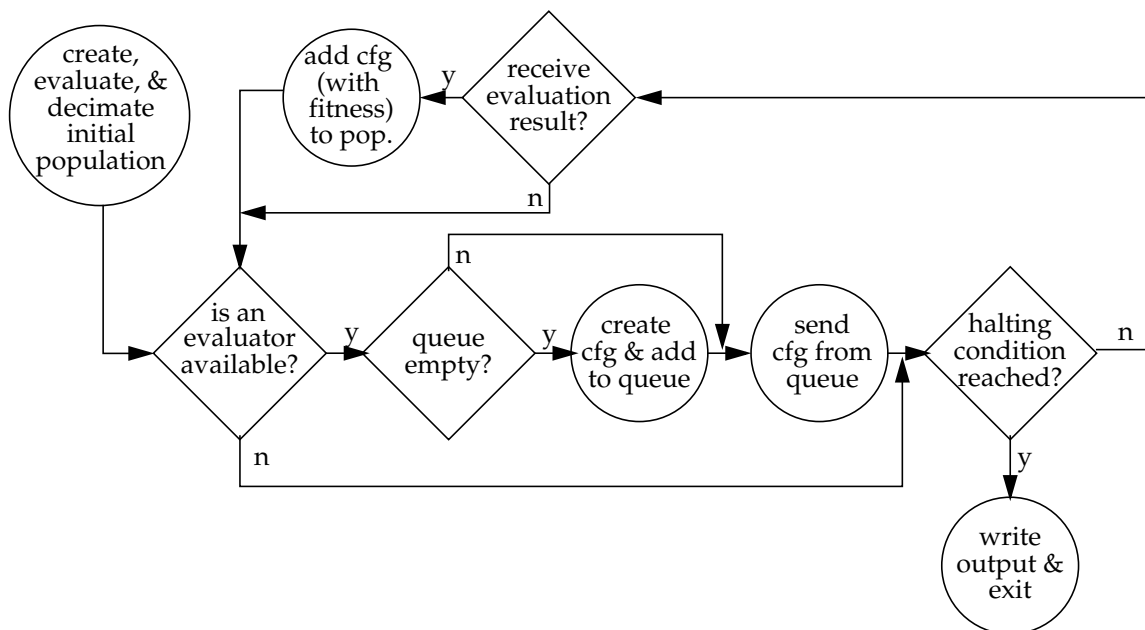 create,
evaluate, &
decimate
initial
population
add cfg
(with
fitness)
to pop.
y
receive
evaluation
result?
n
is an
evaluator
available?
y
n
queue
empty?
n
y
create
cfg & add
to queue
send
cfg from
queue
halting
condition
reached?
n
y
write
output &
exit